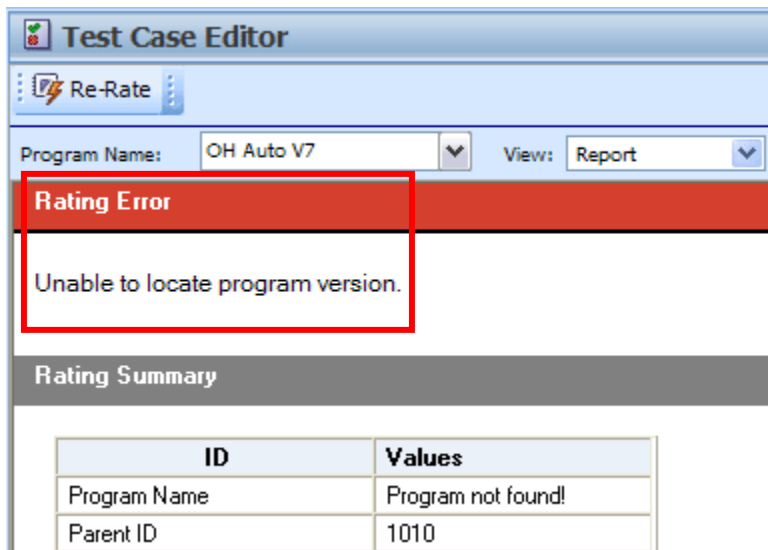 Test Case Editor
Re-Rate
Program Name: OH Auto V7 View: Report
Rating Error
Unable to locate program version.
Rating Summary
ID Values
Program Name Program not found!
Parent ID 1010